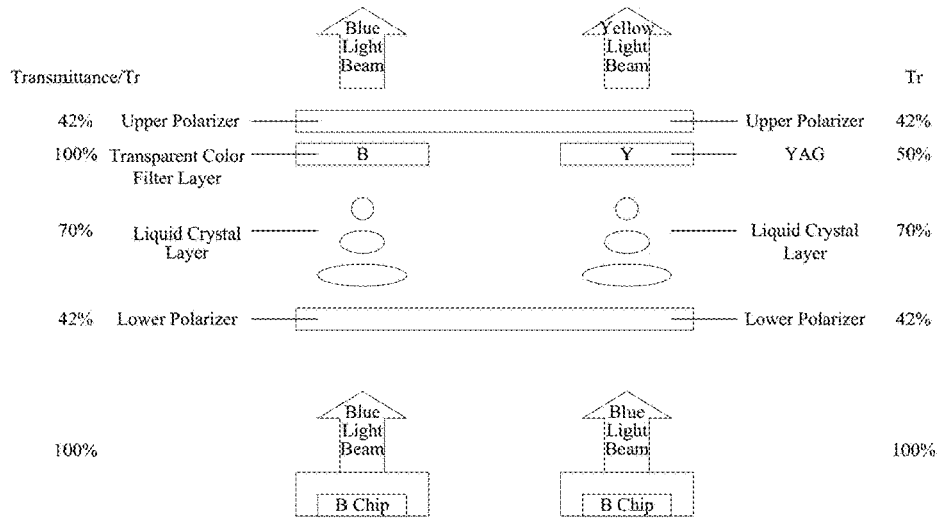 Blue Light Beam
Yellow Light Beam
Transmittance/Tr
Tr
42% Upper Polarizer
Upper Polarizer 42%
100% Transparent Color Filter Layer
B
Y
YAG 50%
70% Liquid Crystal Layer
Liquid Crystal Layer 70%
42% Lower Polarizer
Lower Polarizer 42%
Blue Light Beam
Blue Light Beam
100%
100%
B Chip
B Chip